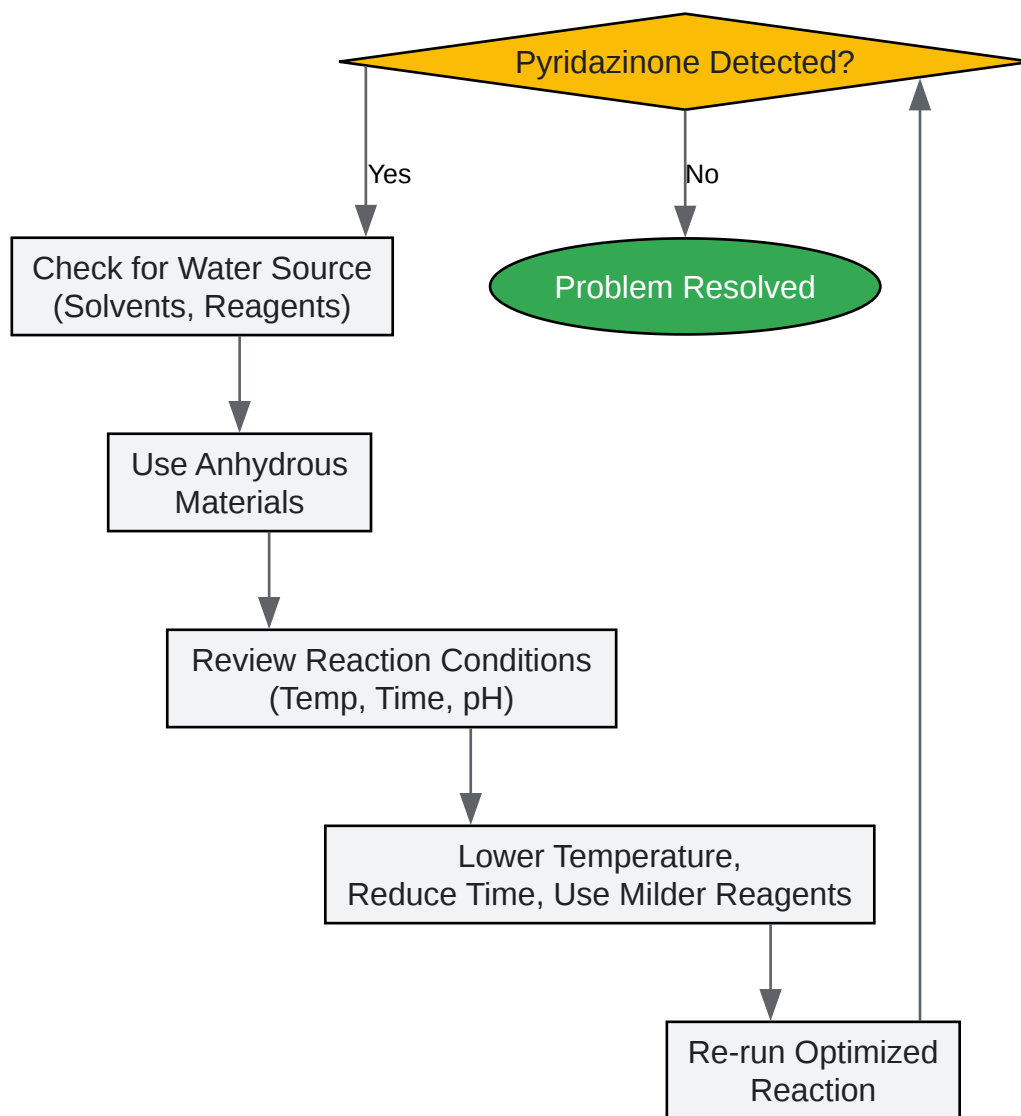 Pyridazinone Detected?
Yes
No
Check for Water Source
(Solvents, Reagents)
Problem Resolved
Use Anhydrous
Materials
Review Reaction Conditions
(Temp, Time, pH)
Lower Temperature,
Reduce Time, Use Milder Reagents
Re-run Optimized
Reaction